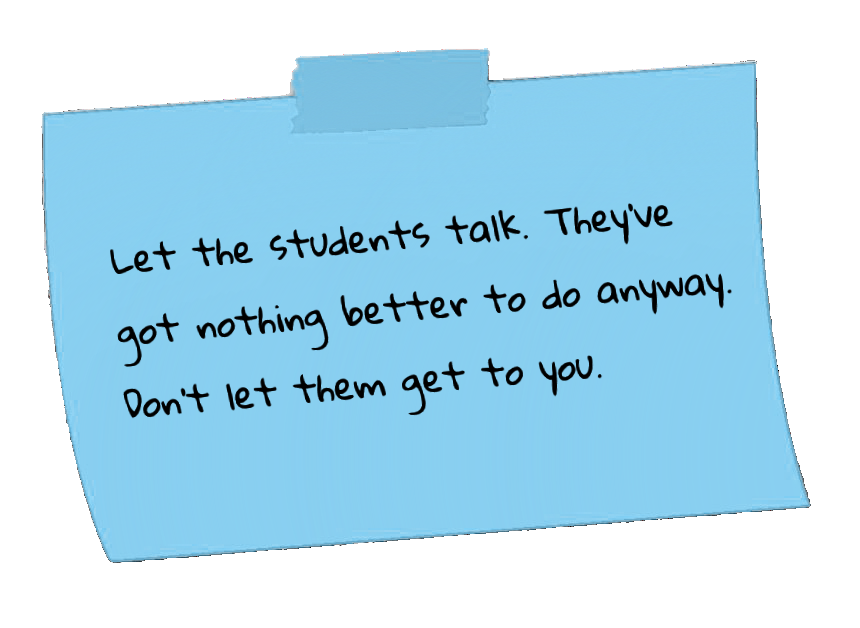 Let the students talk. They've
got nothing better to do anyway.
Don't let them get to you.